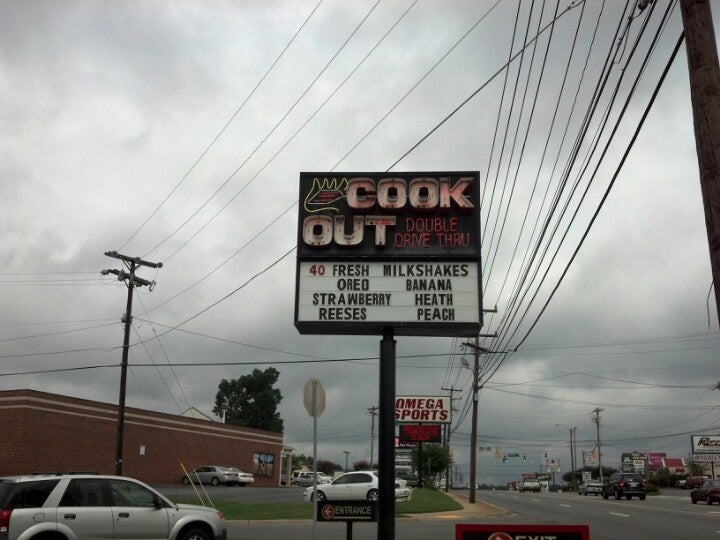 COOK
OUT DOUBLE
DRIVE THRU
40 FRESH MILKSHAKES
OREO BANANA
STRAWBERRY HEATH
REESES PEACH
OMEGA
SPORTS
ENTRANCE
EXIT